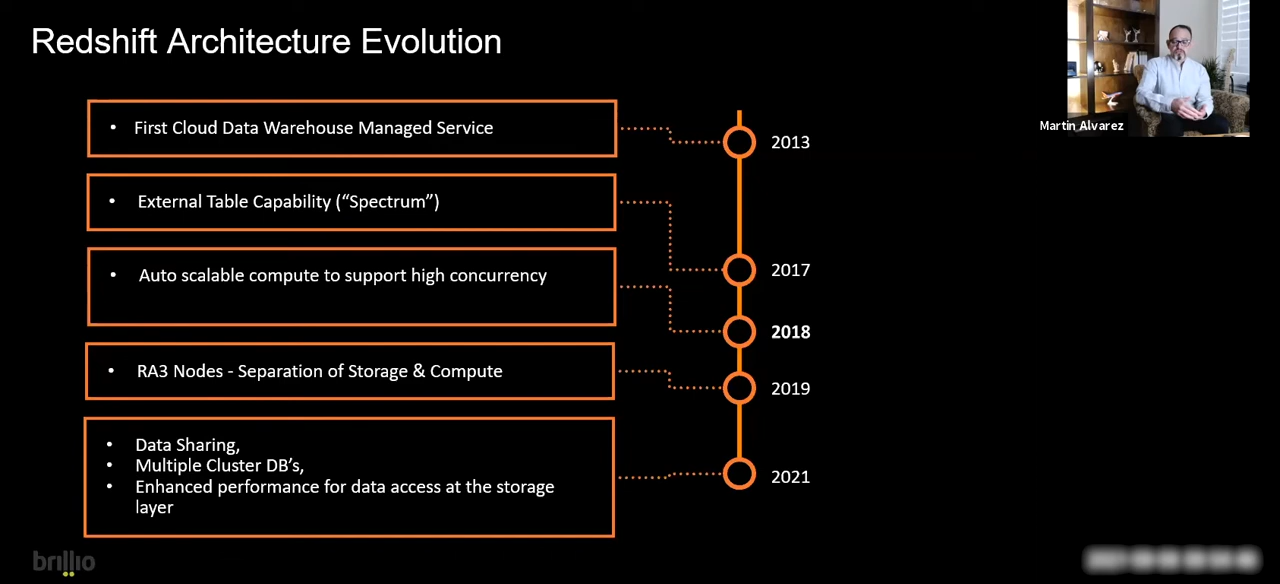 Redshift Architecture Evolution
Martin Alvarez
• First Cloud Data Warehouse Managed Service
2013
• External Table Capability (“Spectrum”)
2017
• Auto scalable compute to support high concurrency
2018
• RA3 Nodes - Separation of Storage & Compute
2019
• Data Sharing,
• Multiple Cluster DB’s,
• Enhanced performance for data access at the storage
layer
2021
brillio